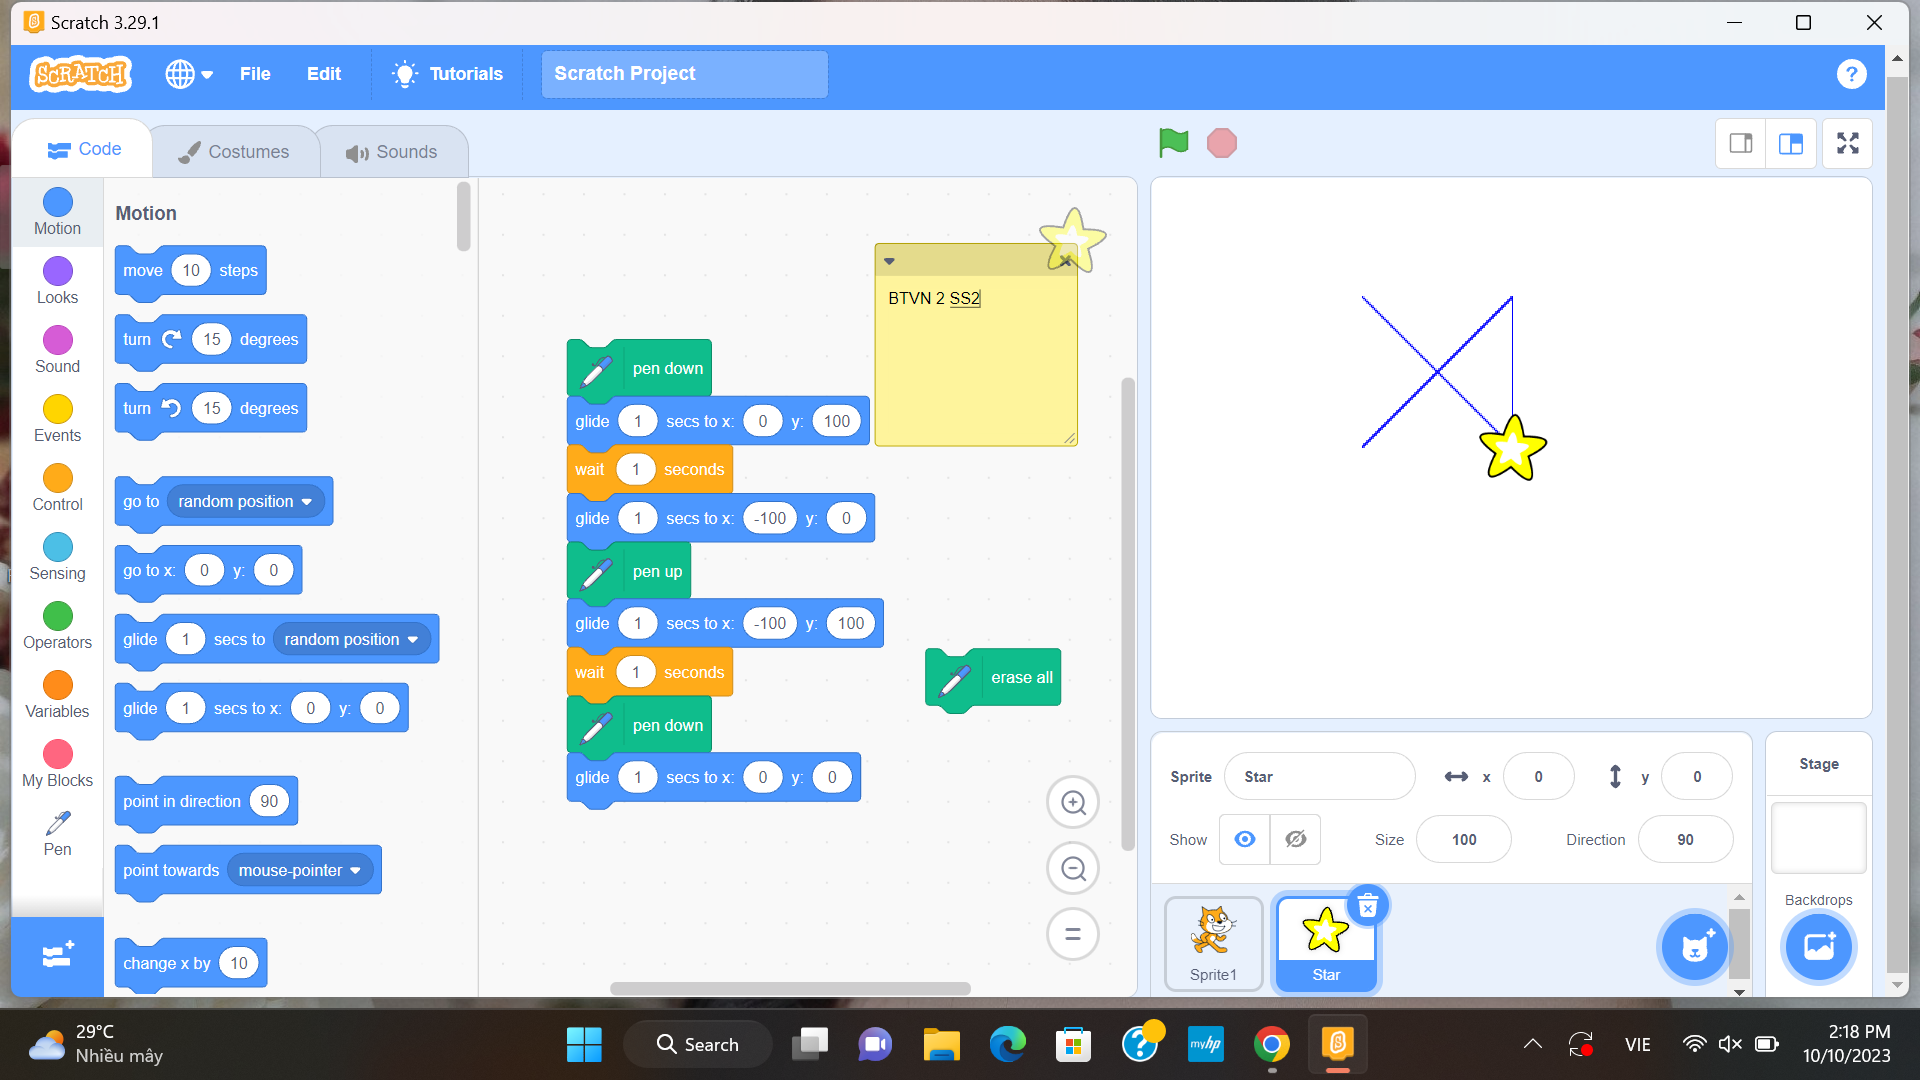 Scratch 3.29.1
SCRATCH
File
Edit
Tutorials
Scratch Project
?
Code
Costumes
Sounds
Motion
Looks
Sound
Events
Control
Sensing
Operators
Variables
My Blocks
Pen
Motion
move 10 steps
turn 15 degrees
turn 15 degrees
go to random position
go to x: 0 y: 0
glide 1 secs to random position
glide 1 secs to x: 0 y: 0
point in direction 90
point towards mouse-pointer
change x by 10
pen down
glide 1 secs to x: 0 y: 100
wait 1 seconds
glide 1 secs to x: -100 y: 0
pen up
glide 1 secs to x: -100 y: 100
wait 1 seconds
pen down
glide 1 secs to x: 0 y: 0
BTVN 2 SS2
erase all
Sprite Star x 0 y 0
Show Size 100 Direction 90
Sprite1
Star
Stage
Backdrops
29°C
Nhiều mây
Search
myhp
VIE
2:18 PM
10/10/2023